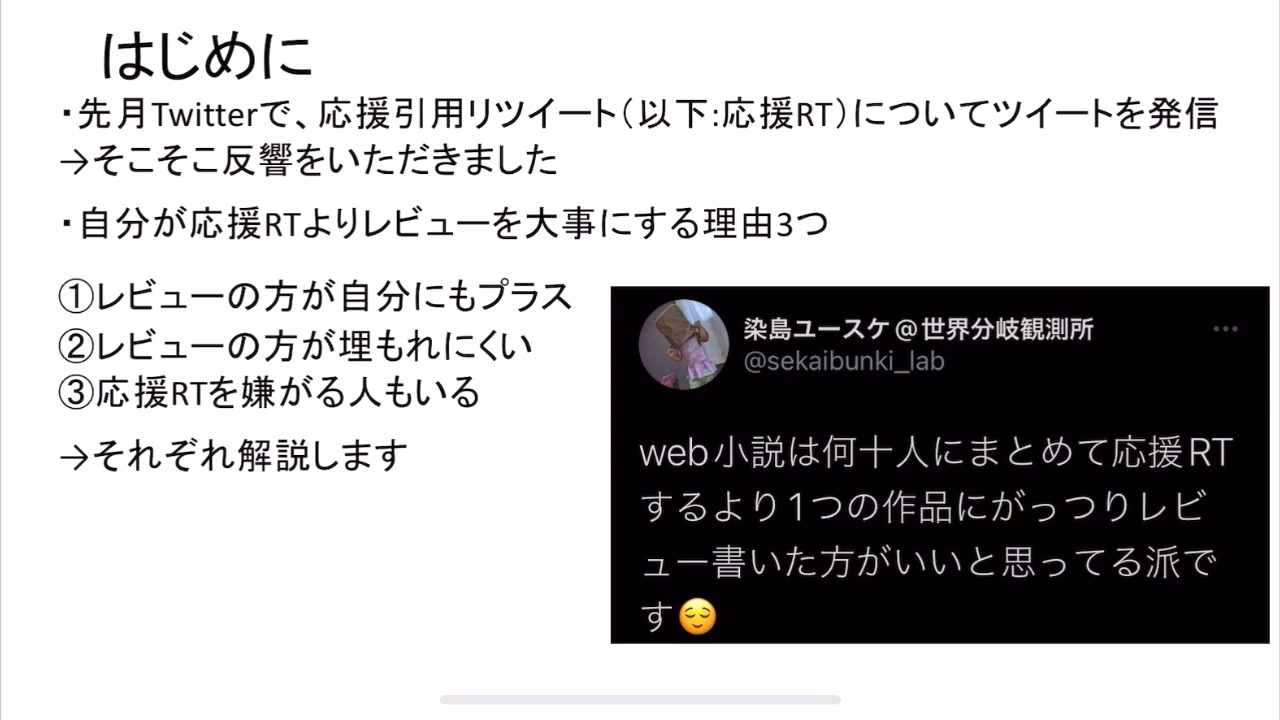 はじめに
・先月Twitterで、応援引用リツイート（以下:応援RT）についてツイートを発信
→そこそこ反響をいただきました
・自分が応援RTよりレビューを大事にする理由3つ
①レビューの方が自分にもプラス
②レビューの方が埋もれにくい
③応援RTを嫌がる人もいる
→それぞれ解説します
染島ユースケ@世界分岐観測所
@sekaibunki_lab
web小説は何十人にまとめて応援RT
するより1つの作品にがっつりレビ
ュー書いた方がいいと思ってる派で
す😌